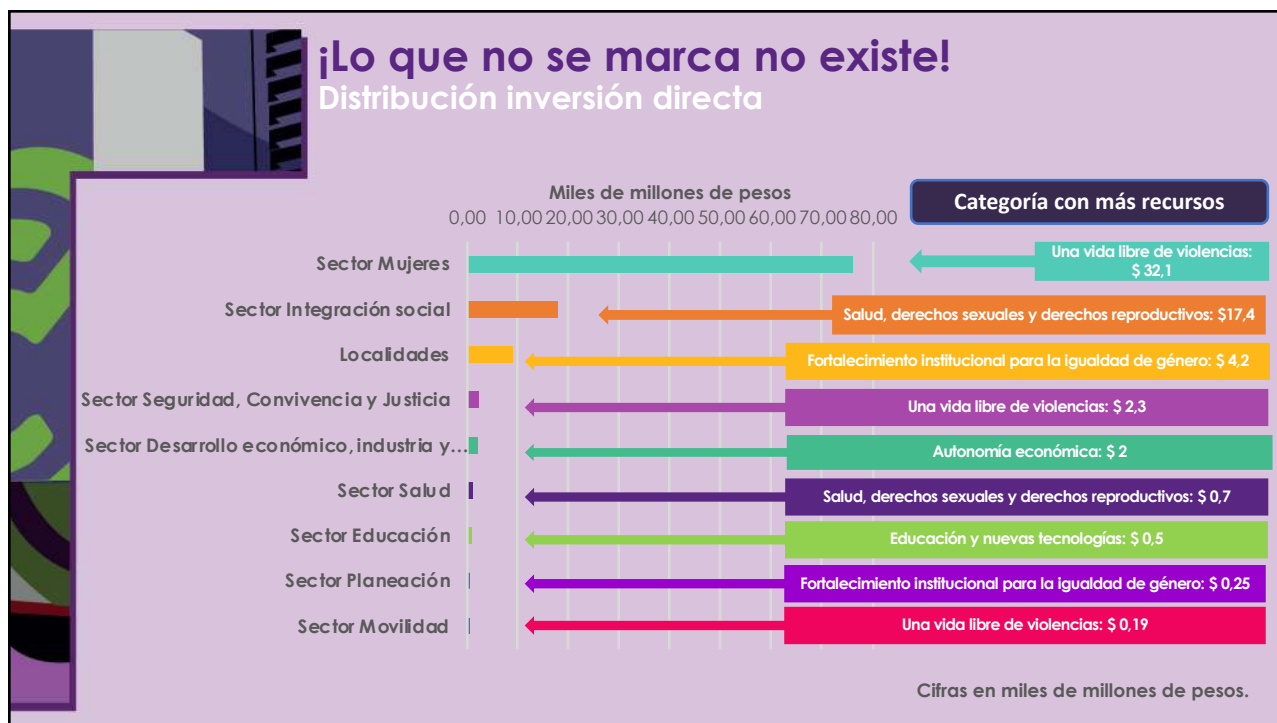 ¡Lo que no se marca no existe!
Distribución inversión directa
Miles de millones de pesos
0,00 10,00 20,00 30,00 40,00 50,00 60,00 70,00 80,00
Categoría con más recursos
Sector Mujeres
Una vida libre de violencias:
$ 32,1
Sector Integración social
Salud, derechos sexuales y derechos reproductivos: $17,4
Localidades
Fortalecimiento institucional para la igualdad de género: $ 4,2
Sector Seguridad, Convivencia y Justicia
Una vida libre de violencias: $ 2,3
Sector Desarrollo económico, industria y…
Autonomía económica: $ 2
Sector Salud
Salud, derechos sexuales y derechos reproductivos: $ 0,7
Sector Educación
Educación y nuevas tecnologías: $ 0,5
Sector Planeación
Fortalecimiento institucional para la igualdad de género: $ 0,25
Sector Movilidad
Una vida libre de violencias: $ 0,19
Cifras en miles de millones de pesos.